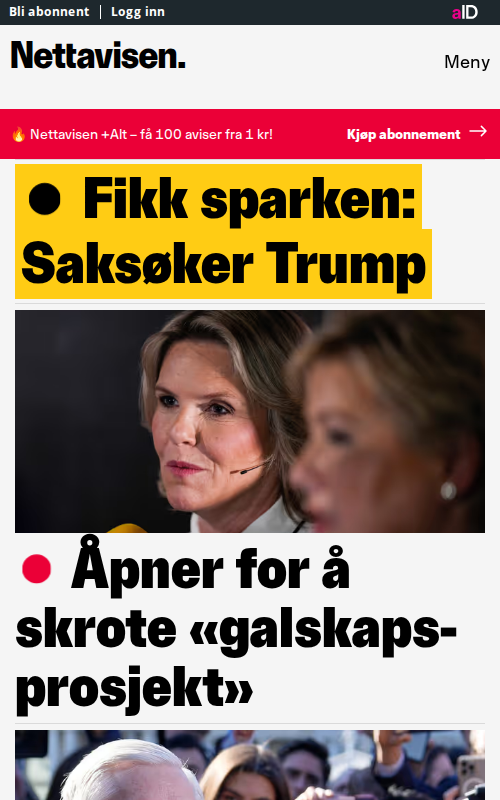 Bli abonnent | Logg inn
aID
Nettavisen.
Meny
🔥 Nettavisen +Alt – få 100 aviser fra 1 kr!
Kjøp abonnement →
● Fikk sparken:
Saksøker Trump
● Åpner for å
skrote «galskaps-
prosjekt»